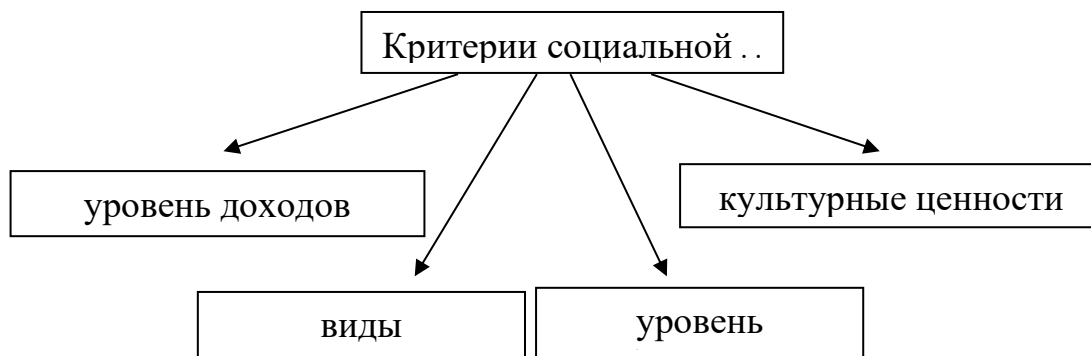 Критерии социальной . .
уровень доходов
культурные ценности
виды
уровень